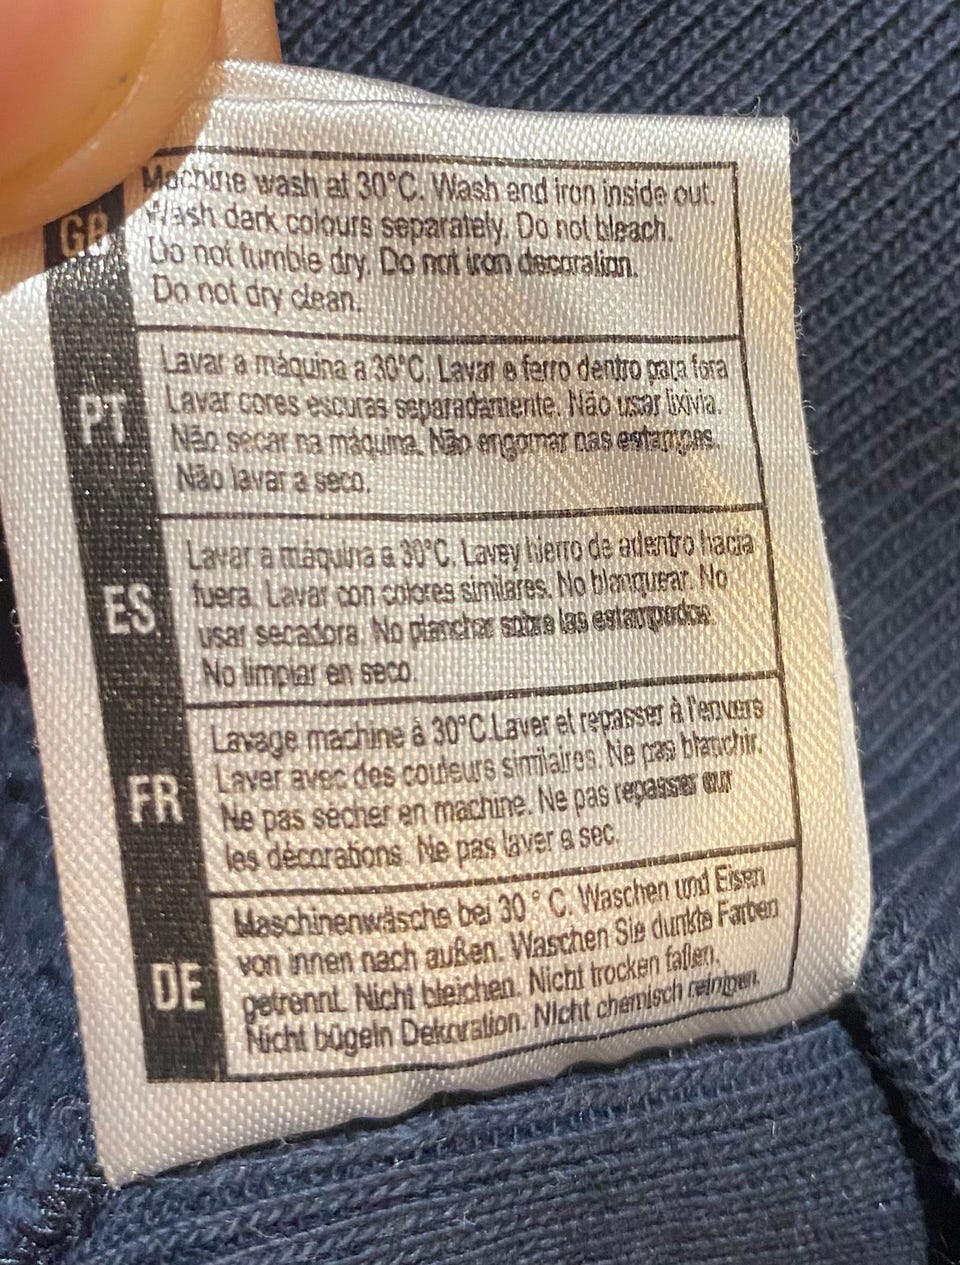 GB
Machine wash at 30°C. Wash and iron inside out.
Wash dark colours separately. Do not bleach.
Do not tumble dry. Do not iron decoration.
Do not dry clean.
PT
Lavar a máquina a 30°C. Lavar e ferro dentro para fora
Lavar cores escuras separadamente. Não usar lixivia.
Não secar na máquina. Não engomar nas estampas.
Não lavar a seco.
ES
Lavar a máquina a 30°C. Lavey hierro de adentro hacia
fuera. Lavar con colores similares. No blanquear. No
usar secadora. No planchar sobre las estampados.
No limpiar en seco.
FR
Lavage machine à 30°C.Laver et repasser à l'envers
Laver avec des couleurs similaires. Ne pas blanchir.
Ne pas sécher en machine. Ne pas repasser sur
les décorations. Ne pas laver a sec.
DE
Maschinenwäsche bei 30 ° C. Waschen und Eisen
von innen nach außen. Waschen Sie dunkle Farben
getrennt. Nicht bleichen. Nicht trocken fallen.
Nicht bügeln Dekoration. Nicht chemisch reinigen.